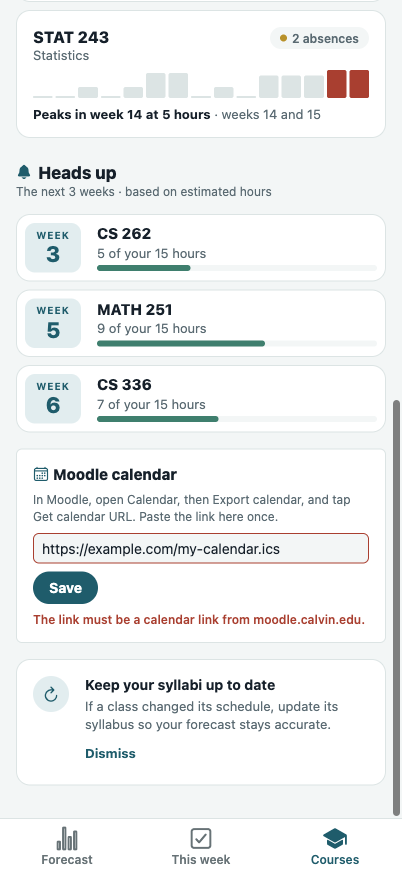 STAT 243
2 absences
Statistics
Peaks in week 14 at 5 hours · weeks 14 and 15
Heads up
The next 3 weeks · based on estimated hours
WEEK
3
CS 262
5 of your 15 hours
WEEK
5
MATH 251
9 of your 15 hours
WEEK
6
CS 336
7 of your 15 hours
Moodle calendar
In Moodle, open Calendar, then Export calendar, and tap
Get calendar URL. Paste the link here once.
https://example.com/my-calendar.ics
Save
The link must be a calendar link from moodle.calvin.edu.
Keep your syllabi up to date
If a class changed its schedule, update its
syllabus so your forecast stays accurate.
Dismiss
Forecast
This week
Courses